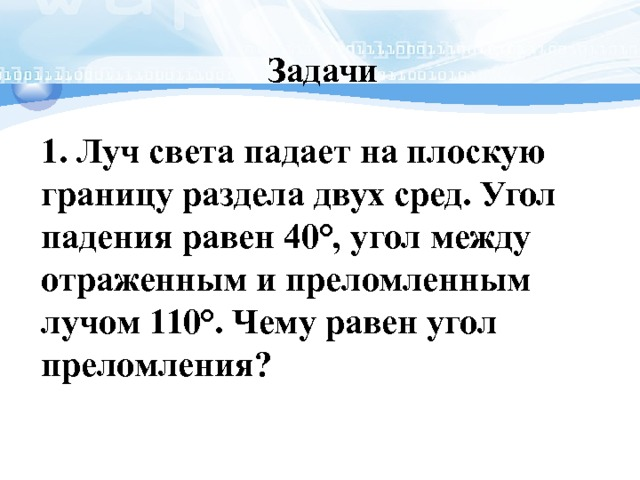 Задачи
1. Луч света падает на плоскую
границу раздела двух сред. Угол
падения равен 40°, угол между
отраженным и преломленным
лучом 110°. Чему равен угол
преломления?